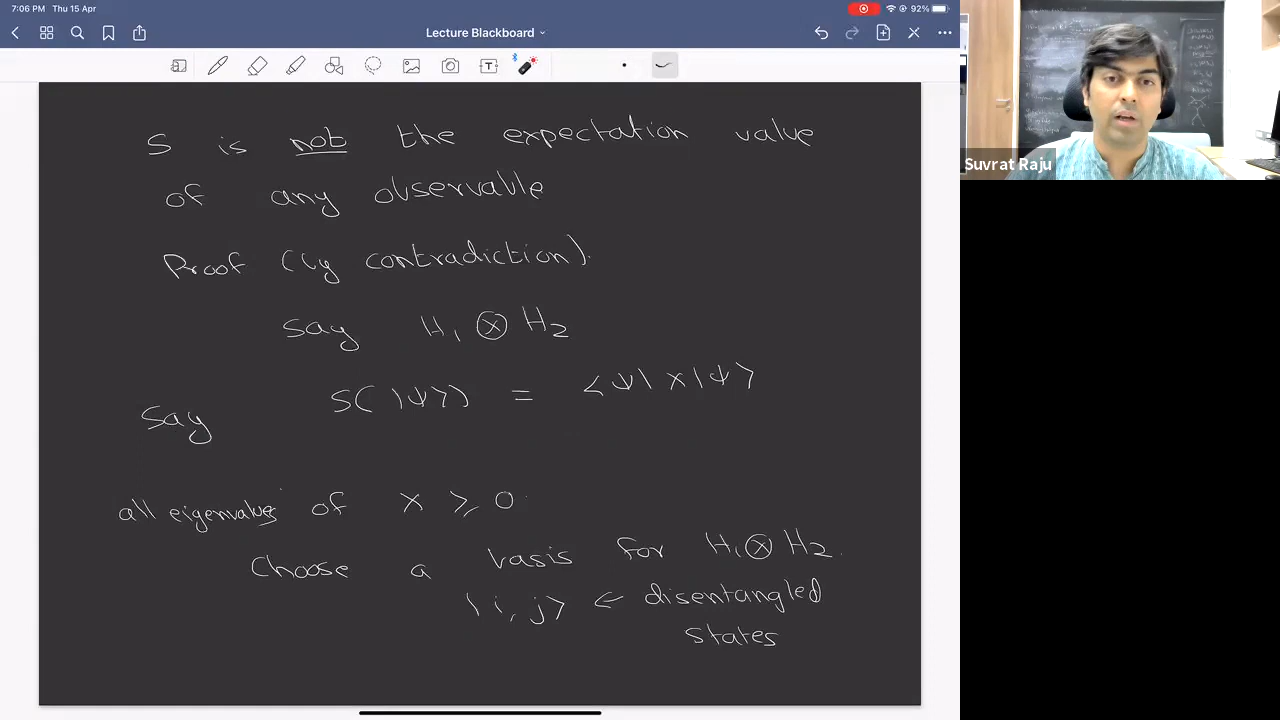 7:06 PM Thu 15 Apr
92%
Lecture Blackboard
S is not the expectation value
of any observable
Proof (by contradiction).
say H₁ ⊗ H₂
Say S(|ψ>) = <ψ|X|ψ>
all eigenvalues of X ≥ 0
Choose a basis for H₁ ⊗ H₂.
|i, j> ← disentangled
states
Suvrat Raju